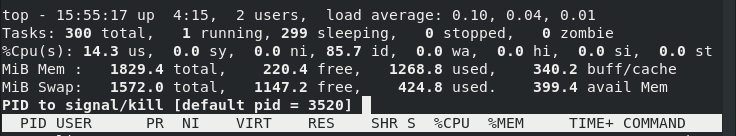 top - 15:55:17 up  4:15,  2 users,  load average: 0.10, 0.04, 0.01
Tasks: 300 total,   1 running, 299 sleeping,   0 stopped,   0 zombie
%Cpu(s): 14.3 us,  0.0 sy,  0.0 ni, 85.7 id,  0.0 wa,  0.0 hi,  0.0 si,  0.0 st
MiB Mem :   1829.4 total,    220.4 free,   1268.8 used,    340.2 buff/cache
MiB Swap:   1572.0 total,   1147.2 free,    424.8 used.    399.4 avail Mem
PID to signal/kill [default pid = 3520]
PID USER      PR  NI    VIRT    RES    SHR S  %CPU  %MEM     TIME+ COMMAND